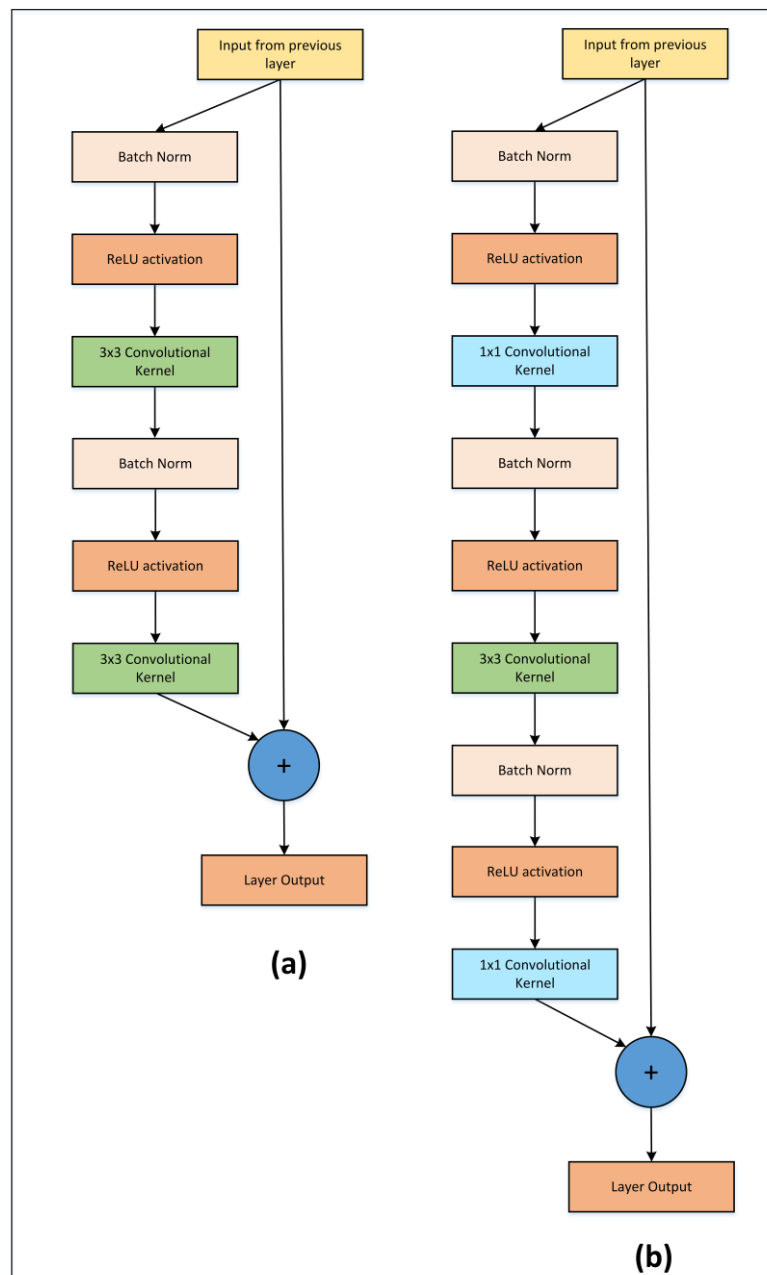 Input from previous
layer
Batch Norm
ReLU activation
3x3 Convolutional
Kernel
Batch Norm
ReLU activation
3x3 Convolutional
Kernel
+
Layer Output
(a)
Input from previous
layer
Batch Norm
ReLU activation
1x1 Convolutional
Kernel
Batch Norm
ReLU activation
3x3 Convolutional
Kernel
Batch Norm
ReLU activation
1x1 Convolutional
Kernel
+
Layer Output
(b)